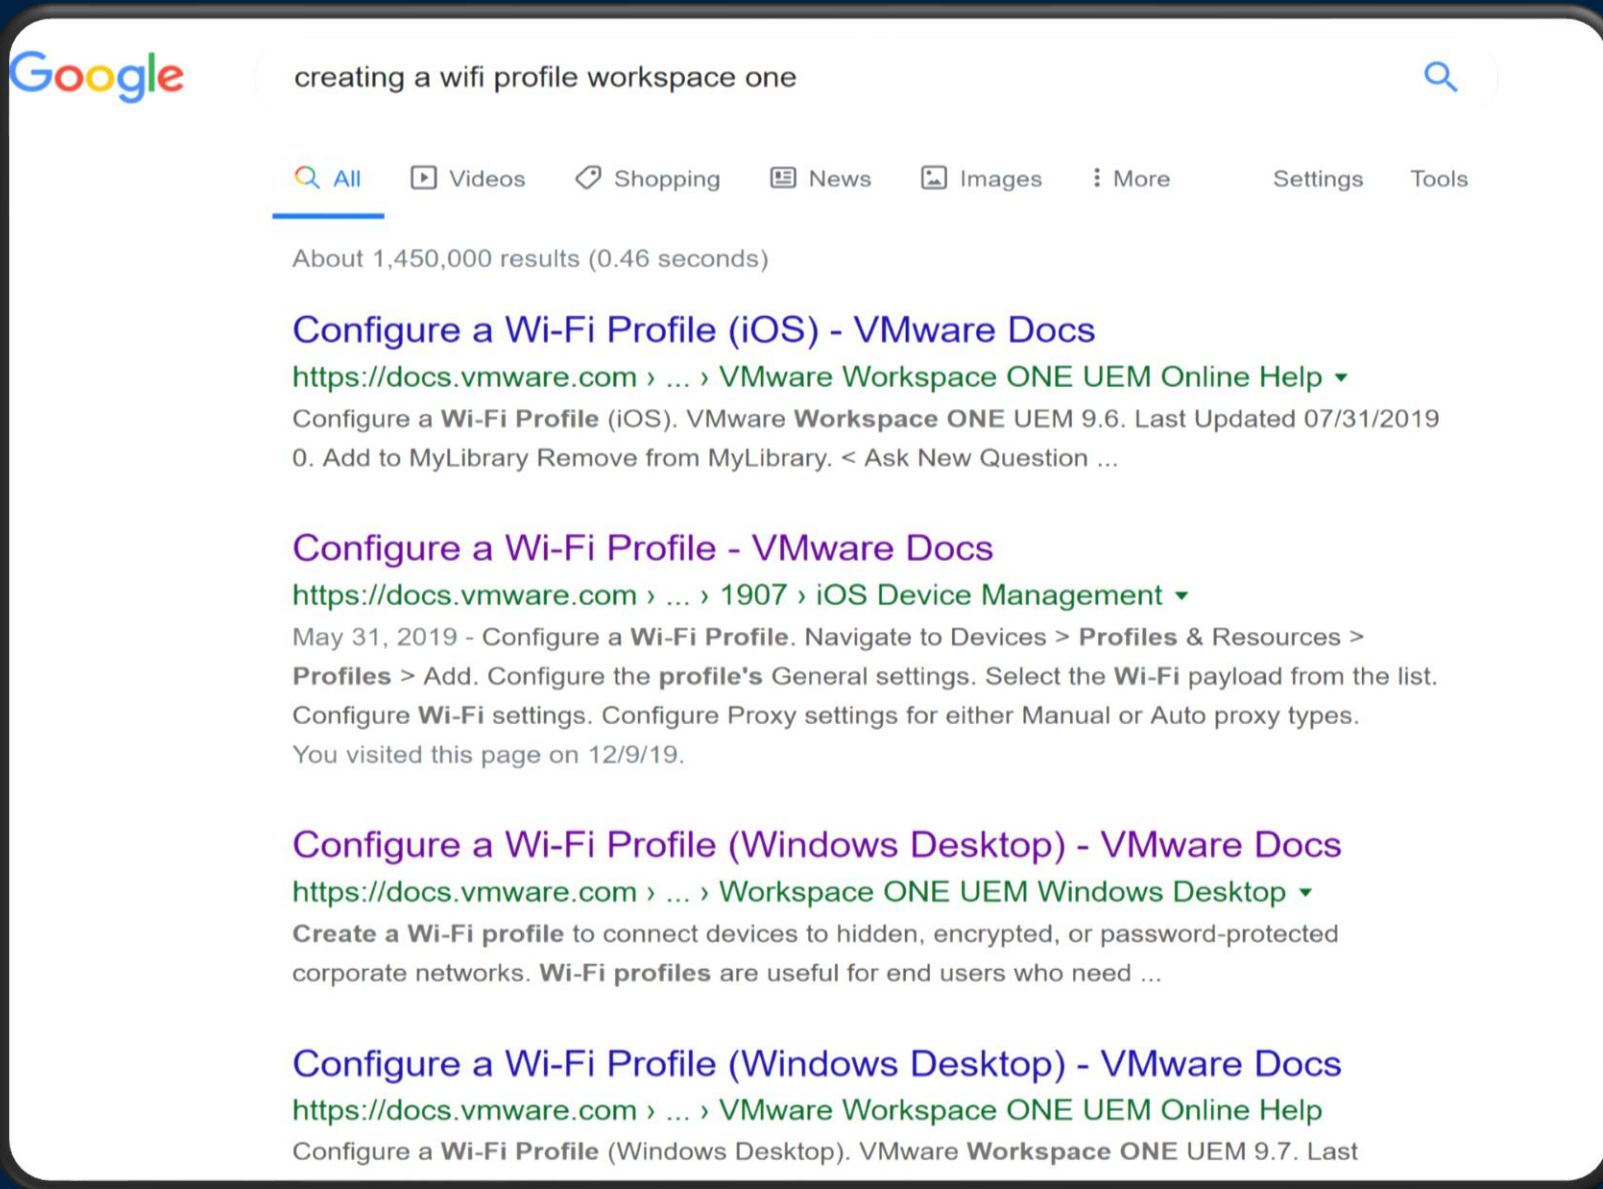 Google
creating a wifi profile workspace one
All Videos Shopping News Images More Settings Tools
About 1,450,000 results (0.46 seconds)
Configure a Wi-Fi Profile (iOS) - VMware Docs
https://docs.vmware.com › ... › VMware Workspace ONE UEM Online Help
Configure a Wi-Fi Profile (iOS). VMware Workspace ONE UEM 9.6. Last Updated 07/31/2019
0. Add to MyLibrary Remove from MyLibrary. < Ask New Question ...
Configure a Wi-Fi Profile - VMware Docs
https://docs.vmware.com › ... › 1907 › iOS Device Management
May 31, 2019 - Configure a Wi-Fi Profile. Navigate to Devices > Profiles & Resources >
Profiles > Add. Configure the profile's General settings. Select the Wi-Fi payload from the list.
Configure Wi-Fi settings. Configure Proxy settings for either Manual or Auto proxy types.
You visited this page on 12/9/19.
Configure a Wi-Fi Profile (Windows Desktop) - VMware Docs
https://docs.vmware.com › ... › Workspace ONE UEM Windows Desktop
Create a Wi-Fi profile to connect devices to hidden, encrypted, or password-protected
corporate networks. Wi-Fi profiles are useful for end users who need ...
Configure a Wi-Fi Profile (Windows Desktop) - VMware Docs
https://docs.vmware.com › ... › VMware Workspace ONE UEM Online Help
Configure a Wi-Fi Profile (Windows Desktop). VMware Workspace ONE UEM 9.7. Last